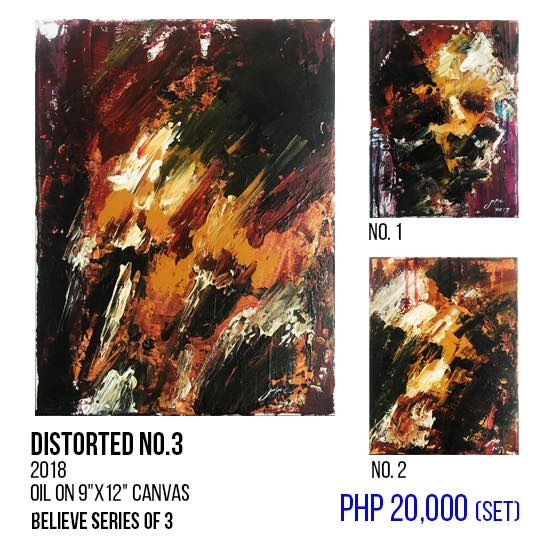 2017
NO. 1
DISTORTED NO.3
2018
OIL ON 9"X12" CANVAS
BELIEVE SERIES OF 3
NO. 2
PHP 20,000 (SET)